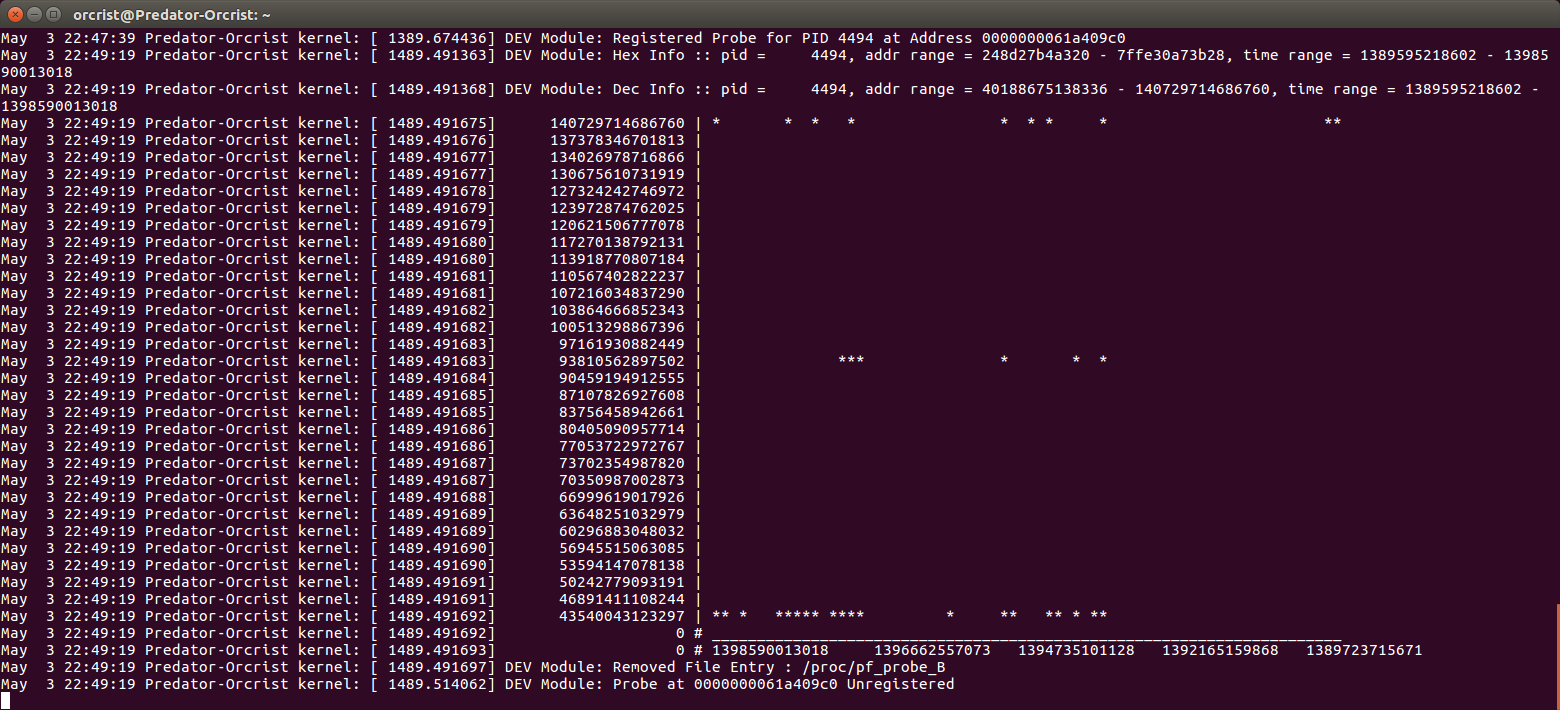 orcrist@Predator-Orcrist: ~
May  3 22:47:39 Predator-Orcrist kernel: [ 1389.674436] DEV Module: Registered Probe for PID 4494 at Address 0000000061a409c0
May  3 22:49:19 Predator-Orcrist kernel: [ 1489.491363] DEV Module: Hex Info :: pid =     4494, addr range = 248d27b4a320 - 7ffe30a73b28, time range = 1389595218602 - 13985
90013018
May  3 22:49:19 Predator-Orcrist kernel: [ 1489.491368] DEV Module: Dec Info :: pid =     4494, addr range = 40188675138336 - 140729714686760, time range = 1389595218602 -
1398590013018
May  3 22:49:19 Predator-Orcrist kernel: [ 1489.491675]      140729714686760 | *       *  *   *                *  * *     *                        **
May  3 22:49:19 Predator-Orcrist kernel: [ 1489.491676]      137378346701813 |
May  3 22:49:19 Predator-Orcrist kernel: [ 1489.491677]      134026978716866 |
May  3 22:49:19 Predator-Orcrist kernel: [ 1489.491677]      130675610731919 |
May  3 22:49:19 Predator-Orcrist kernel: [ 1489.491678]      127324242746972 |
May  3 22:49:19 Predator-Orcrist kernel: [ 1489.491679]      123972874762025 |
May  3 22:49:19 Predator-Orcrist kernel: [ 1489.491679]      120621506777078 |
May  3 22:49:19 Predator-Orcrist kernel: [ 1489.491680]      117270138792131 |
May  3 22:49:19 Predator-Orcrist kernel: [ 1489.491680]      113918770807184 |
May  3 22:49:19 Predator-Orcrist kernel: [ 1489.491681]      110567402822237 |
May  3 22:49:19 Predator-Orcrist kernel: [ 1489.491681]      107216034837290 |
May  3 22:49:19 Predator-Orcrist kernel: [ 1489.491682]      103864666852343 |
May  3 22:49:19 Predator-Orcrist kernel: [ 1489.491682]      100513298867396 |
May  3 22:49:19 Predator-Orcrist kernel: [ 1489.491683]       97161930882449 |
May  3 22:49:19 Predator-Orcrist kernel: [ 1489.491683]       93810562897502 |               ***               *       *  *
May  3 22:49:19 Predator-Orcrist kernel: [ 1489.491684]       90459194912555 |
May  3 22:49:19 Predator-Orcrist kernel: [ 1489.491685]       87107826927608 |
May  3 22:49:19 Predator-Orcrist kernel: [ 1489.491685]       83756458942661 |
May  3 22:49:19 Predator-Orcrist kernel: [ 1489.491686]       80405090957714 |
May  3 22:49:19 Predator-Orcrist kernel: [ 1489.491686]       77053722972767 |
May  3 22:49:19 Predator-Orcrist kernel: [ 1489.491687]       73702354987820 |
May  3 22:49:19 Predator-Orcrist kernel: [ 1489.491687]       70350987002873 |
May  3 22:49:19 Predator-Orcrist kernel: [ 1489.491688]       66999619017926 |
May  3 22:49:19 Predator-Orcrist kernel: [ 1489.491689]       63648251032979 |
May  3 22:49:19 Predator-Orcrist kernel: [ 1489.491689]       60296883048032 |
May  3 22:49:19 Predator-Orcrist kernel: [ 1489.491690]       56945515063085 |
May  3 22:49:19 Predator-Orcrist kernel: [ 1489.491690]       53594147078138 |
May  3 22:49:19 Predator-Orcrist kernel: [ 1489.491691]       50242779093191 |
May  3 22:49:19 Predator-Orcrist kernel: [ 1489.491691]       46891411108244 |
May  3 22:49:19 Predator-Orcrist kernel: [ 1489.491692]       43540043123297 | ** *   ***** ****         *     **   ** * **
May  3 22:49:19 Predator-Orcrist kernel: [ 1489.491692]                    0 # ______________________________________________________________________
May  3 22:49:19 Predator-Orcrist kernel: [ 1489.491693]                    0 # 1398590013018     1396662557073   1394735101128   1392165159868   1389723715671
May  3 22:49:19 Predator-Orcrist kernel: [ 1489.491697] DEV Module: Removed File Entry : /proc/pf_probe_B
May  3 22:49:19 Predator-Orcrist kernel: [ 1489.514062] DEV Module: Probe at 0000000061a409c0 Unregistered